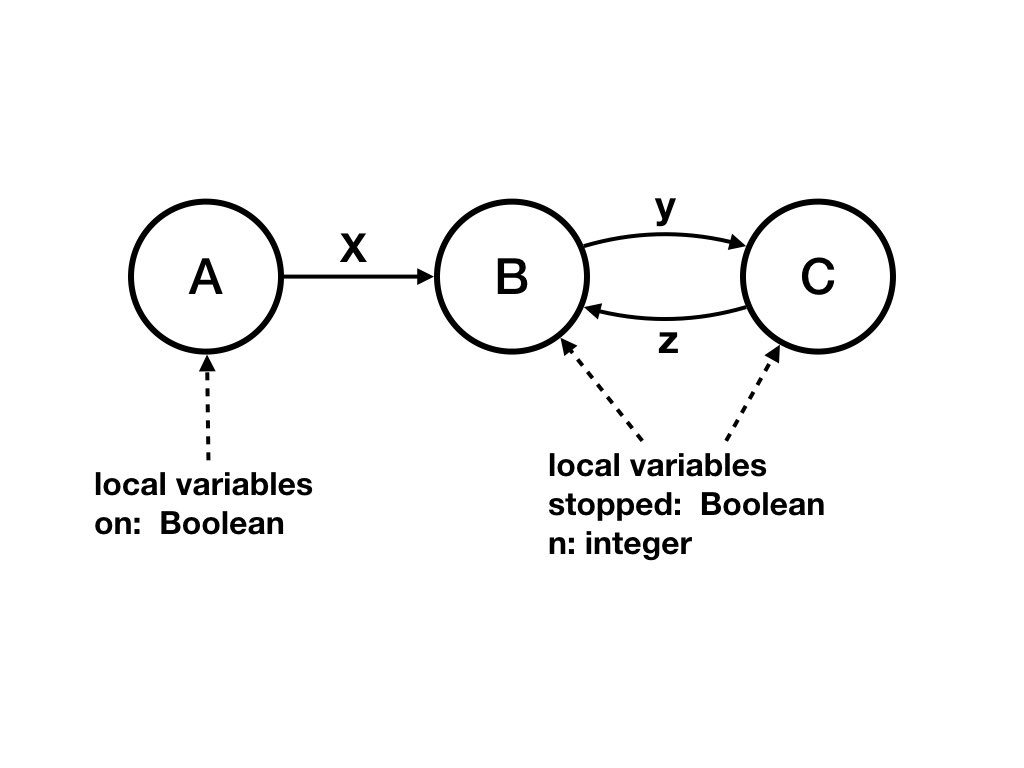 y
X
A
B
C
z
local variables
on:  Boolean
local variables
stopped:  Boolean
n: integer